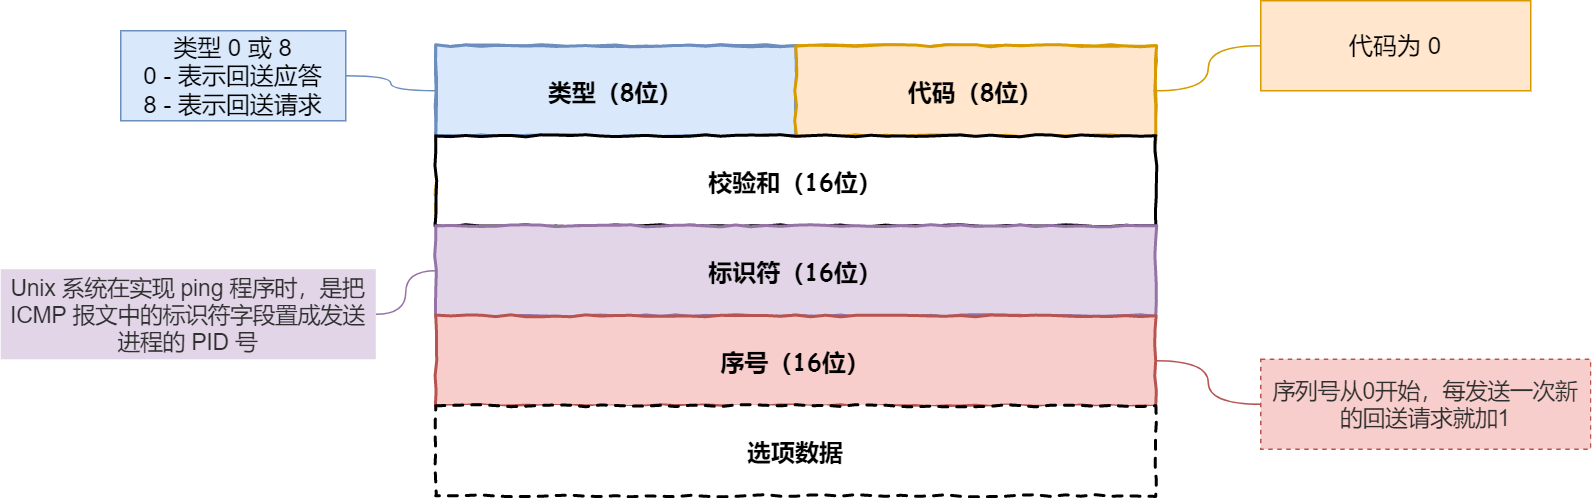 类型 0 或 8
0 - 表示回送应答
8 - 表示回送请求
类型（8位）
代码（8位）
代码为 0
校验和（16位）
标识符（16位）
Unix 系统在实现 ping 程序时，是把
ICMP 报文中的标识符字段置成发送
进程的 PID 号
序号（16位）
序列号从0开始，每发送一次新
的回送请求就加1
选项数据